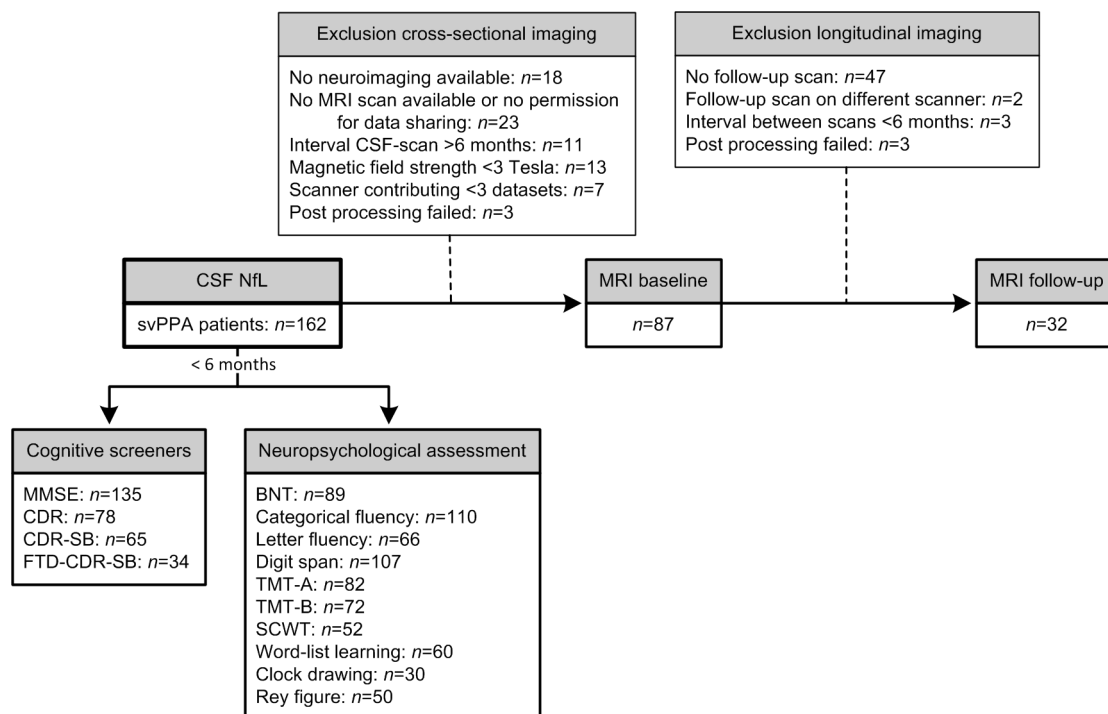 Exclusion cross-sectional imaging
No neuroimaging available: n=18
No MRI scan available or no permission
for data sharing: n=23
Interval CSF-scan >6 months: n=11
Magnetic field strength <3 Tesla: n=13
Scanner contributing <3 datasets: n=7
Post processing failed: n=3
Exclusion longitudinal imaging
No follow-up scan: n=47
Follow-up scan on different scanner: n=2
Interval between scans <6 months: n=3
Post processing failed: n=3
CSF NfL
svPPA patients: n=162
MRI baseline
n=87
MRI follow-up
n=32
< 6 months
Cognitive screeners
MMSE: n=135
CDR: n=78
CDR-SB: n=65
FTD-CDR-SB: n=34
Neuropsychological assessment
BNT: n=89
Categorical fluency: n=110
Letter fluency: n=66
Digit span: n=107
TMT-A: n=82
TMT-B: n=72
SCWT: n=52
Word-list learning: n=60
Clock drawing: n=30
Rey figure: n=50